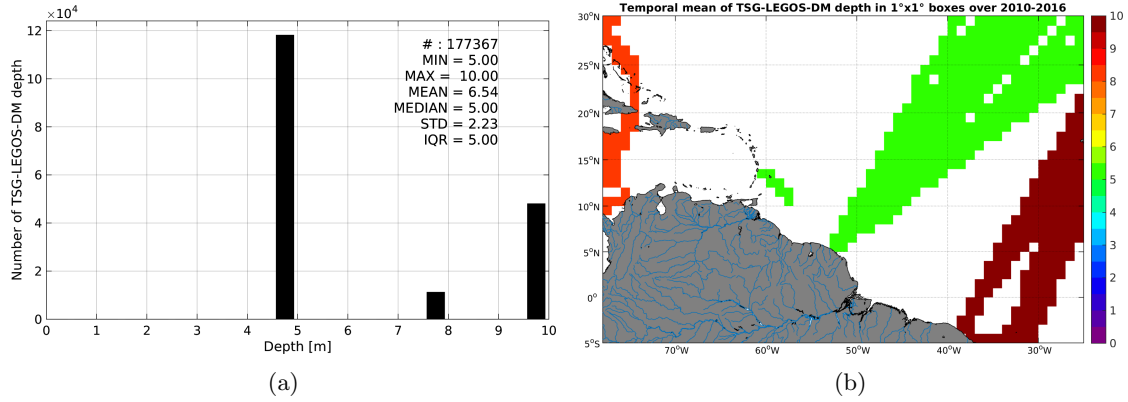 ×10⁴
12
10
8
6
4
2
0
0 1 2 3 4 5 6 7 8 9 10
Number of TSG-LEGOS-DM depth
Depth [m]
# : 177367
MIN = 5.00
MAX = 10.00
MEAN = 6.54
MEDIAN = 5.00
STD = 2.23
IQR = 5.00
(a)
Temporal mean of TSG-LEGOS-DM depth in 1°x1° boxes over 2010-2016
30°N
25°N
20°N
15°N
10°N
5°N
0°
5°S
70°W 60°W 50°W 40°W 30°W
10
9
8
7
6
5
4
3
2
1
0
(b)